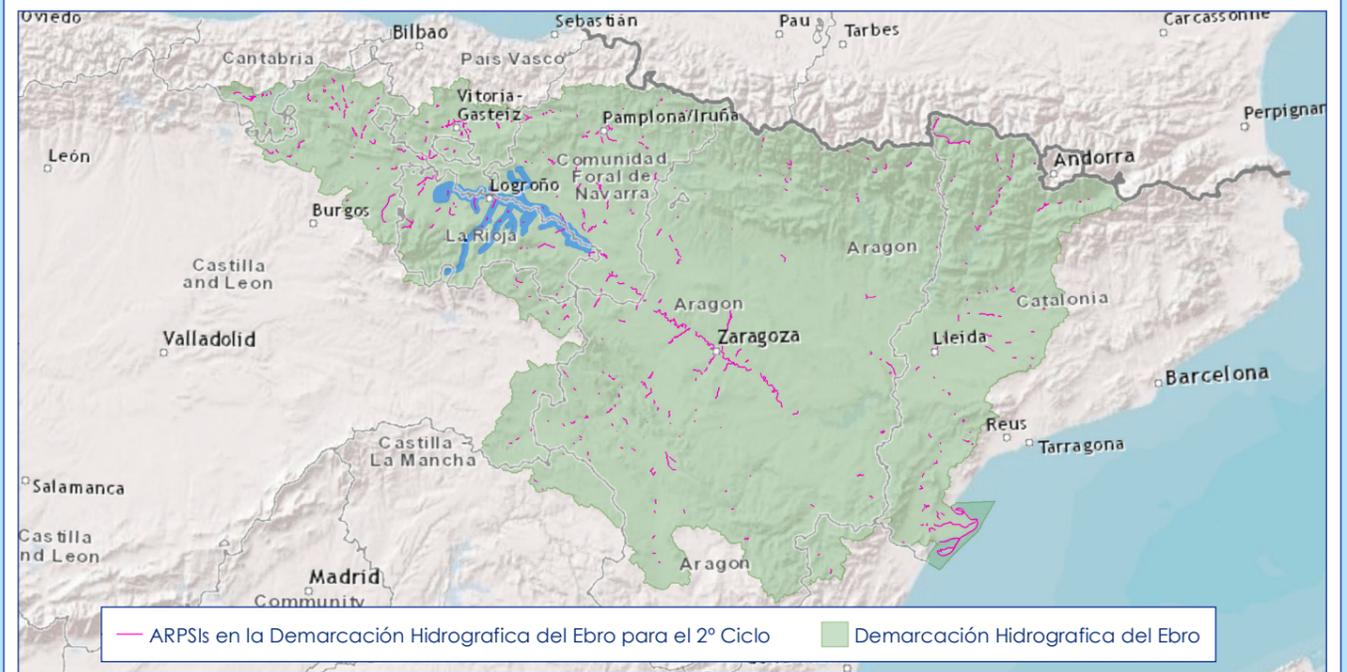 Oviedo
Sebastián
Pau
Carcassonne
Bilbao
Tarbes
Cantabria
Pais Vasco
Vitoria-
Gasteiz
Pamplona/Iruña
Perpignan
León
Comunidad
Foral de
Navarra
Andorra
Logroño
Burgos
La Rioja
Aragon
Castilla
and Leon
Aragon
Catalonia
Valladolid
Zaragoza
Lleida
Barcelona
Reus
Castilla -
La Mancha
Tarragona
Salamanca
Castilla
nd Leon
Aragon
Madrid
Community
ARPSIs en la Demarcación Hidrografica del Ebro para el 2º Ciclo
Demarcación Hidrografica del Ebro